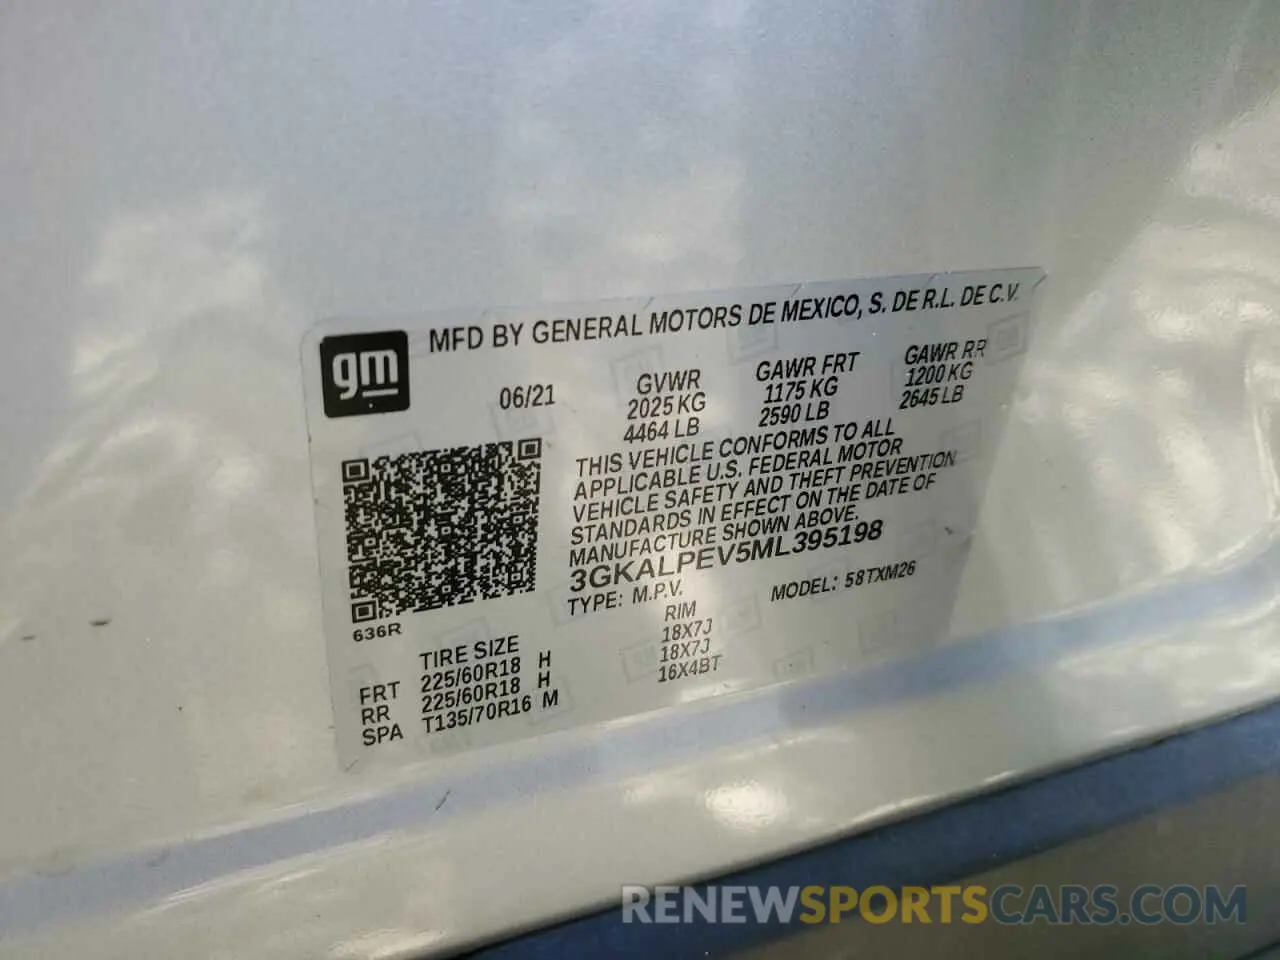 gm
MFD BY GENERAL MOTORS DE MEXICO, S. DE R.L. DE C.V.
06/21
GVWR
2025 KG
4464 LB
GAWR FRT
1175 KG
2590 LB
GAWR RR
1200 KG
2645 LB
THIS VEHICLE CONFORMS TO ALL
APPLICABLE U.S. FEDERAL MOTOR
VEHICLE SAFETY AND THEFT PREVENTION
STANDARDS IN EFFECT ON THE DATE OF
MANUFACTURE SHOWN ABOVE.
3GKALPEV5ML395198
TYPE: M.P.V. MODEL: 58TXM26
636R
TIRE SIZE RIM
FRT 225/60R18 H 18X7J
RR 225/60R18 H 18X7J
SPA T135/70R16 M 16X4BT
RENEWSPORTSCARS.COM